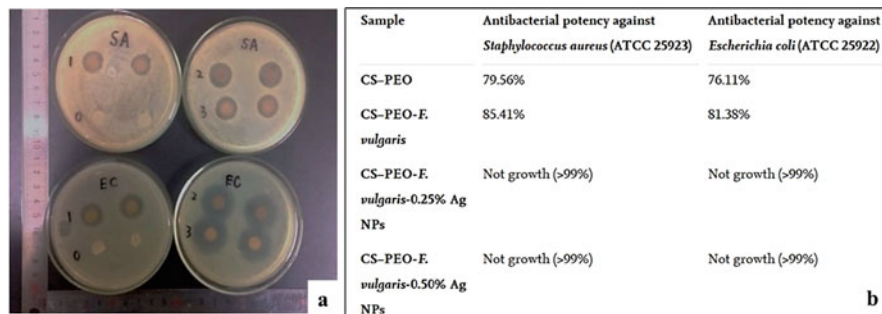 SA
1
0
SA
2
3
EC
1
0
EC
2
3
a
Sample
Antibacterial potency against
Staphylococcus aureus (ATCC 25923)
Antibacterial potency against
Escherichia coli (ATCC 25922)
CS–PEO
79.56%
76.11%
CS–PEO-F.
vulgaris
85.41%
81.38%
CS–PEO-F.
vulgaris-0.25% Ag
NPs
Not growth (>99%)
Not growth (>99%)
CS–PEO-F.
vulgaris-0.50% Ag
NPs
Not growth (>99%)
Not growth (>99%)
b